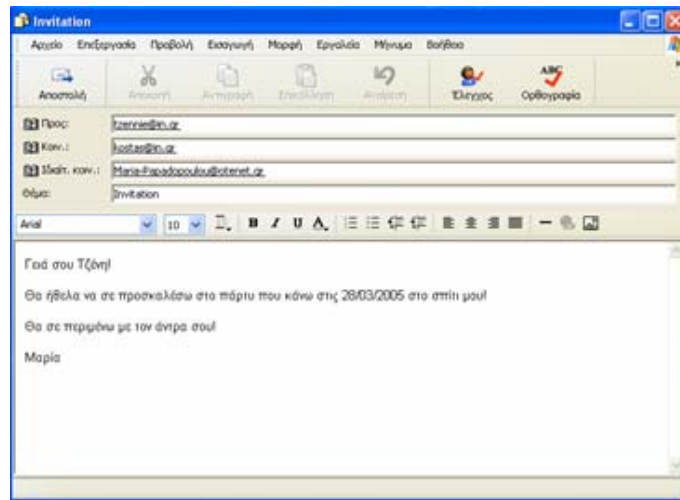 Invitation
Αρχείο Επεξεργασία Προβολή Εισαγωγή Μορφή Εργαλεία Μήνυμα Βοήθεια
ABC
Αποστολή Αποκοπή Αντιγραφή Επικόλληση Αναίρεση Έλεγχος Ορθογραφία
Προς: tzennie@in.gr
Κοιν.: kostas@in.gr
Ιδιαίτ. κοιν.: Maria-Papadopoulou@otenet.gr
Θέμα: Invitation
Arial 10 B I U A
Γειά σου Τζένη!
Θα ήθελα να σε προσκαλέσω στο πάρτυ που κάνω στις 28/03/2005 στο σπίτι μου!
Θα σε περιμένω με τον άντρα σου!
Μαρία